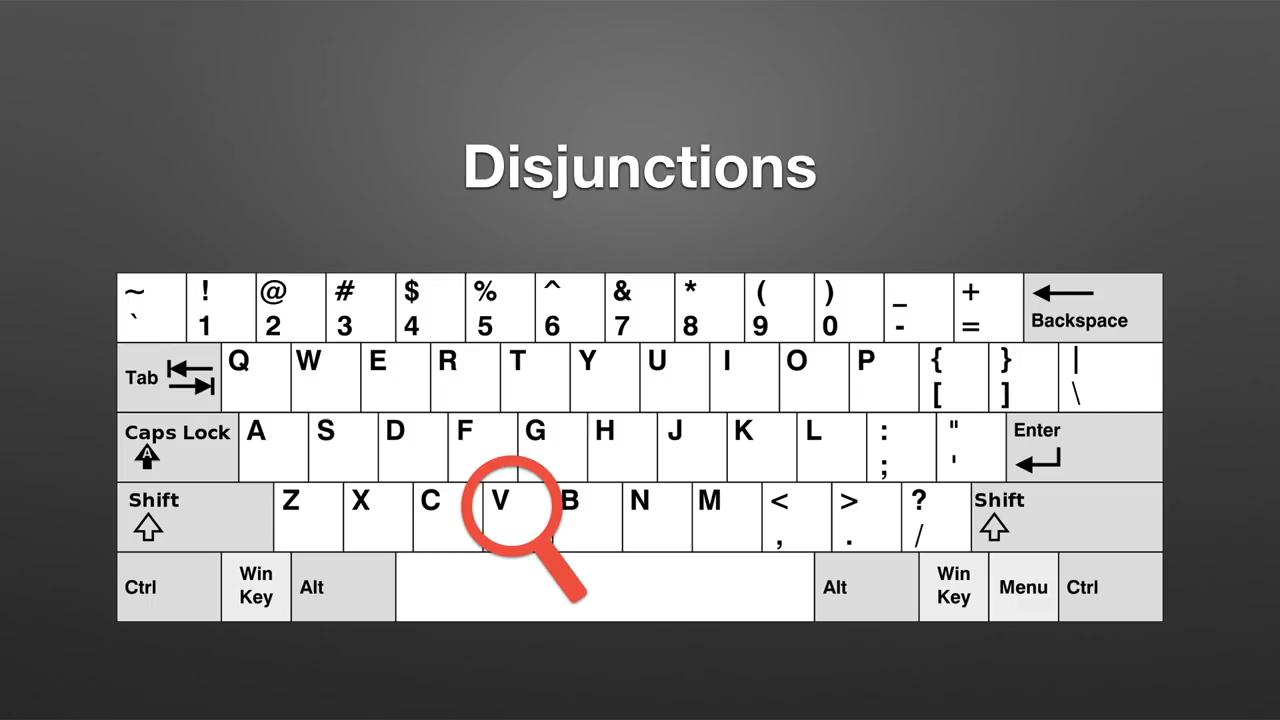 Disjunctions
~ ! @ # $ % ^ & * ( ) _ +
` 1 2 3 4 5 6 7 8 9 0 - = Backspace
Tab Q W E R T Y U I O P { } |
[ ] \
Caps Lock A S D F G H J K L : " Enter
A ; '
Shift Z X C V B N M < > ? Shift
, . /
Ctrl Win Key Alt Alt Win Key Menu Ctrl